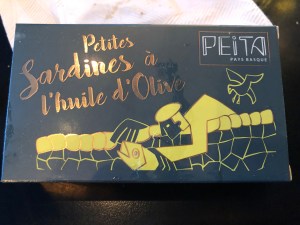 Petites
Sardines à
l'huile d'Olive
PEiTA
PAYS BASQUE